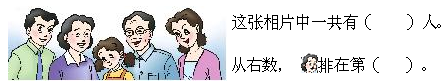 这张相片中一共有（　　）人。
从右数，排在第（　　）。